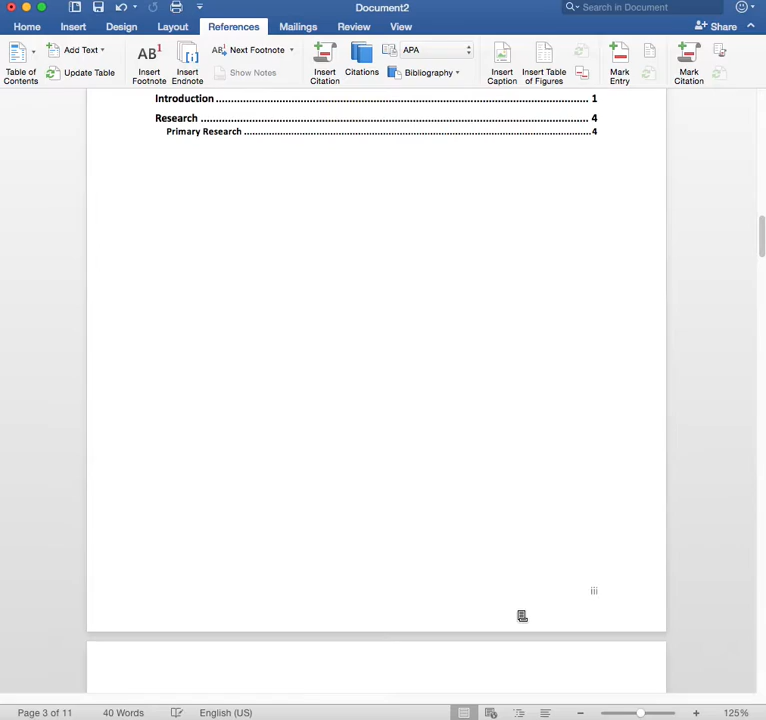 Document2
Search in Document
Home
Insert
Design
Layout
References
Mailings
Review
View
Share
Table of Contents
Add Text
Update Table
AB1
Insert Footnote
Insert Endnote
AB1 Next Footnote
Show Notes
Insert Citation
Citations
APA
Bibliography
Insert Caption
Insert Table of Figures
Mark Entry
Mark Citation
Introduction ........ 1
Research ........ 4
Primary Research ........ 4
iii
Page 3 of 11
40 Words
English (US)
125%